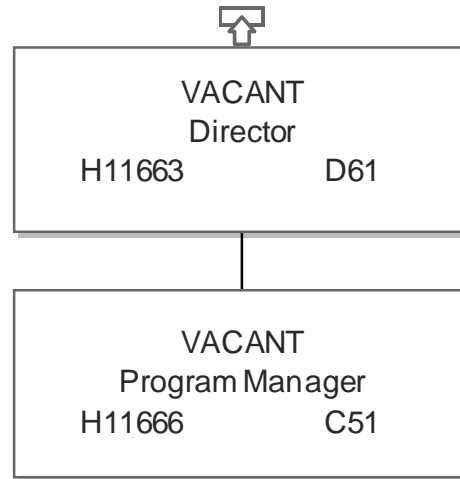 VACANT
Director
H11663 D61
VACANT
Program Manager
H11666 C51